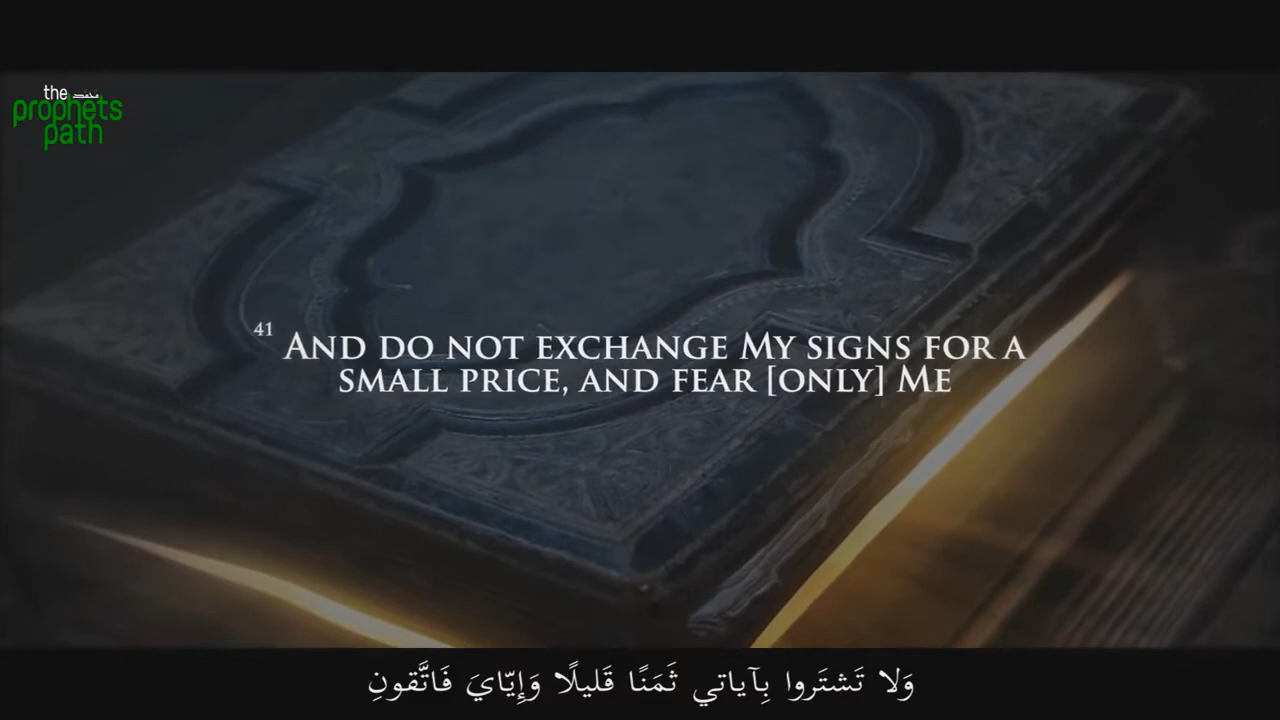 the محمد
prophets
path
41 AND DO NOT EXCHANGE MY SIGNS FOR A
SMALL PRICE, AND FEAR [ONLY] ME
وَلا تَشتَروا بِآياتي ثَمَنًا قَليلًا وَإِيّايَ فَاتَّقونِ